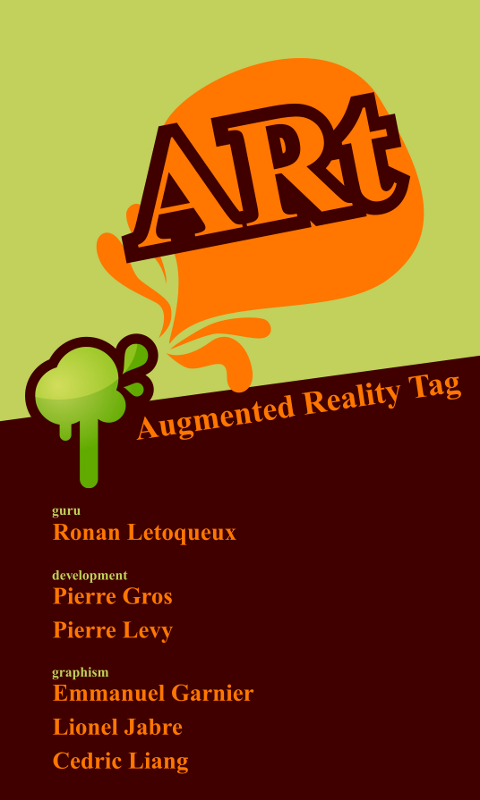 ARt
Augmented Reality Tag
guru
Ronan Letoqueux
development
Pierre Gros
Pierre Levy
graphism
Emmanuel Garnier
Lionel Jabre
Cedric Liang